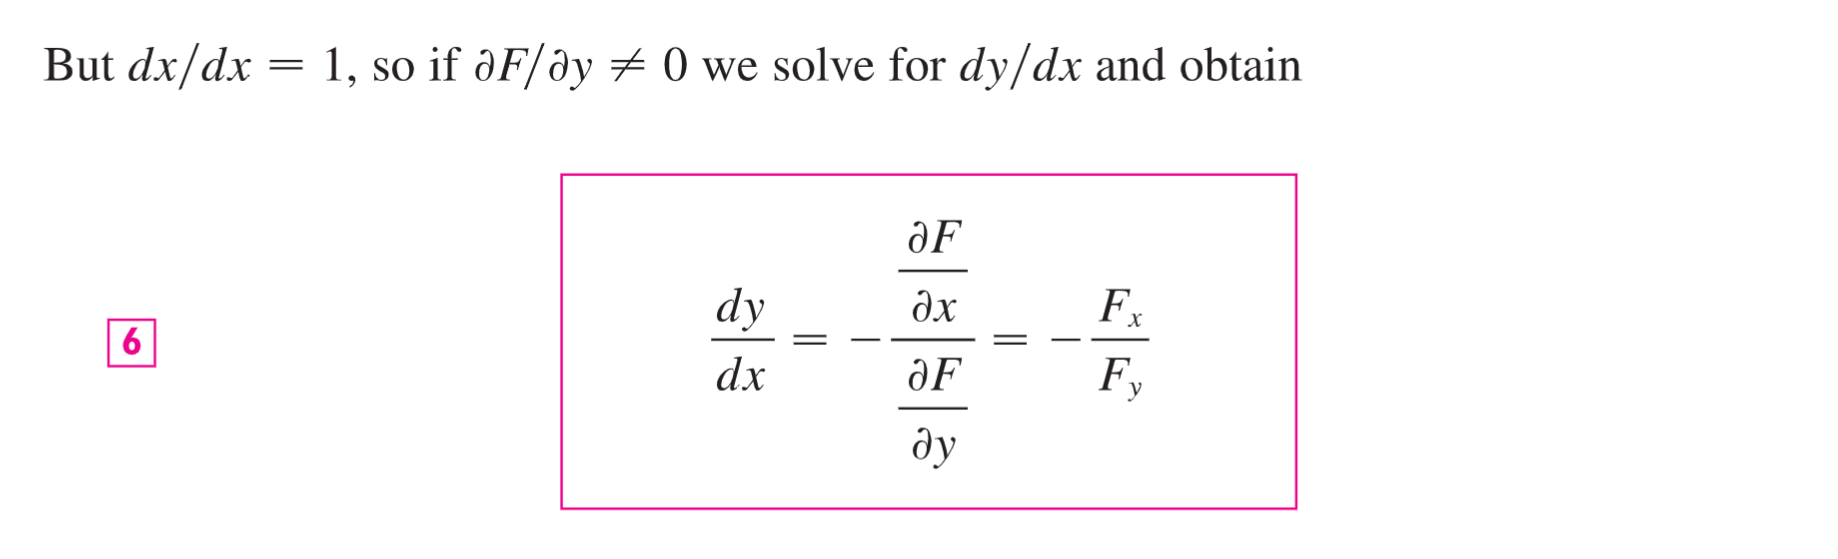 But dx/dx = 1, so if ∂F/∂y ≠ 0 we solve for dy/dx and obtain
6 dy/dx = − (∂F/∂x)/(∂F/∂y) = − F_x/F_y